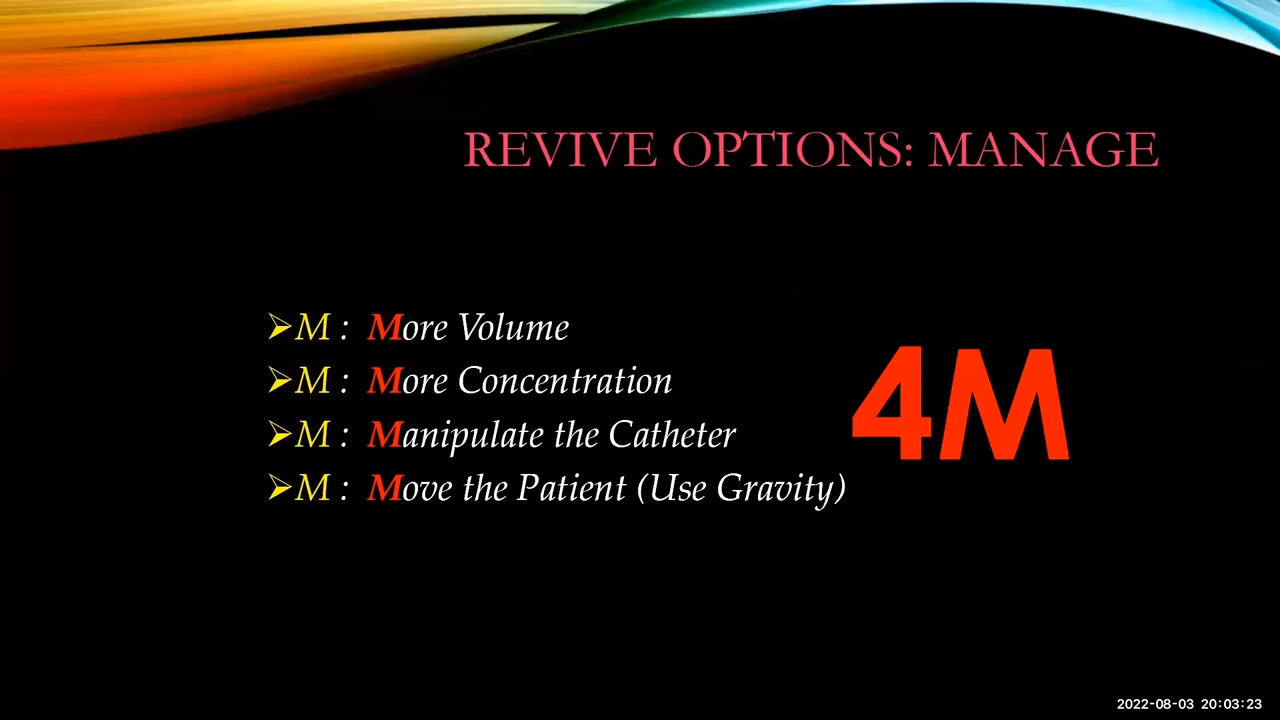 REVIVE OPTIONS: MANAGE
➢M : More Volume
➢M : More Concentration
➢M : Manipulate the Catheter
➢M : Move the Patient (Use Gravity)
4M
2022-08-03 20:03:23